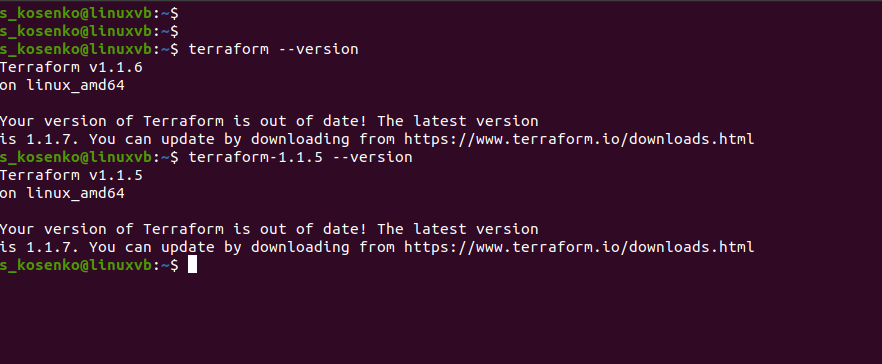 s_kosenko@linuxvb:~$
s_kosenko@linuxvb:~$
s_kosenko@linuxvb:~$ terraform --version
Terraform v1.1.6
on linux_amd64
Your version of Terraform is out of date! The latest version
is 1.1.7. You can update by downloading from https://www.terraform.io/downloads.html
s_kosenko@linuxvb:~$ terraform-1.1.5 --version
Terraform v1.1.5
on linux_amd64
Your version of Terraform is out of date! The latest version
is 1.1.7. You can update by downloading from https://www.terraform.io/downloads.html
s_kosenko@linuxvb:~$